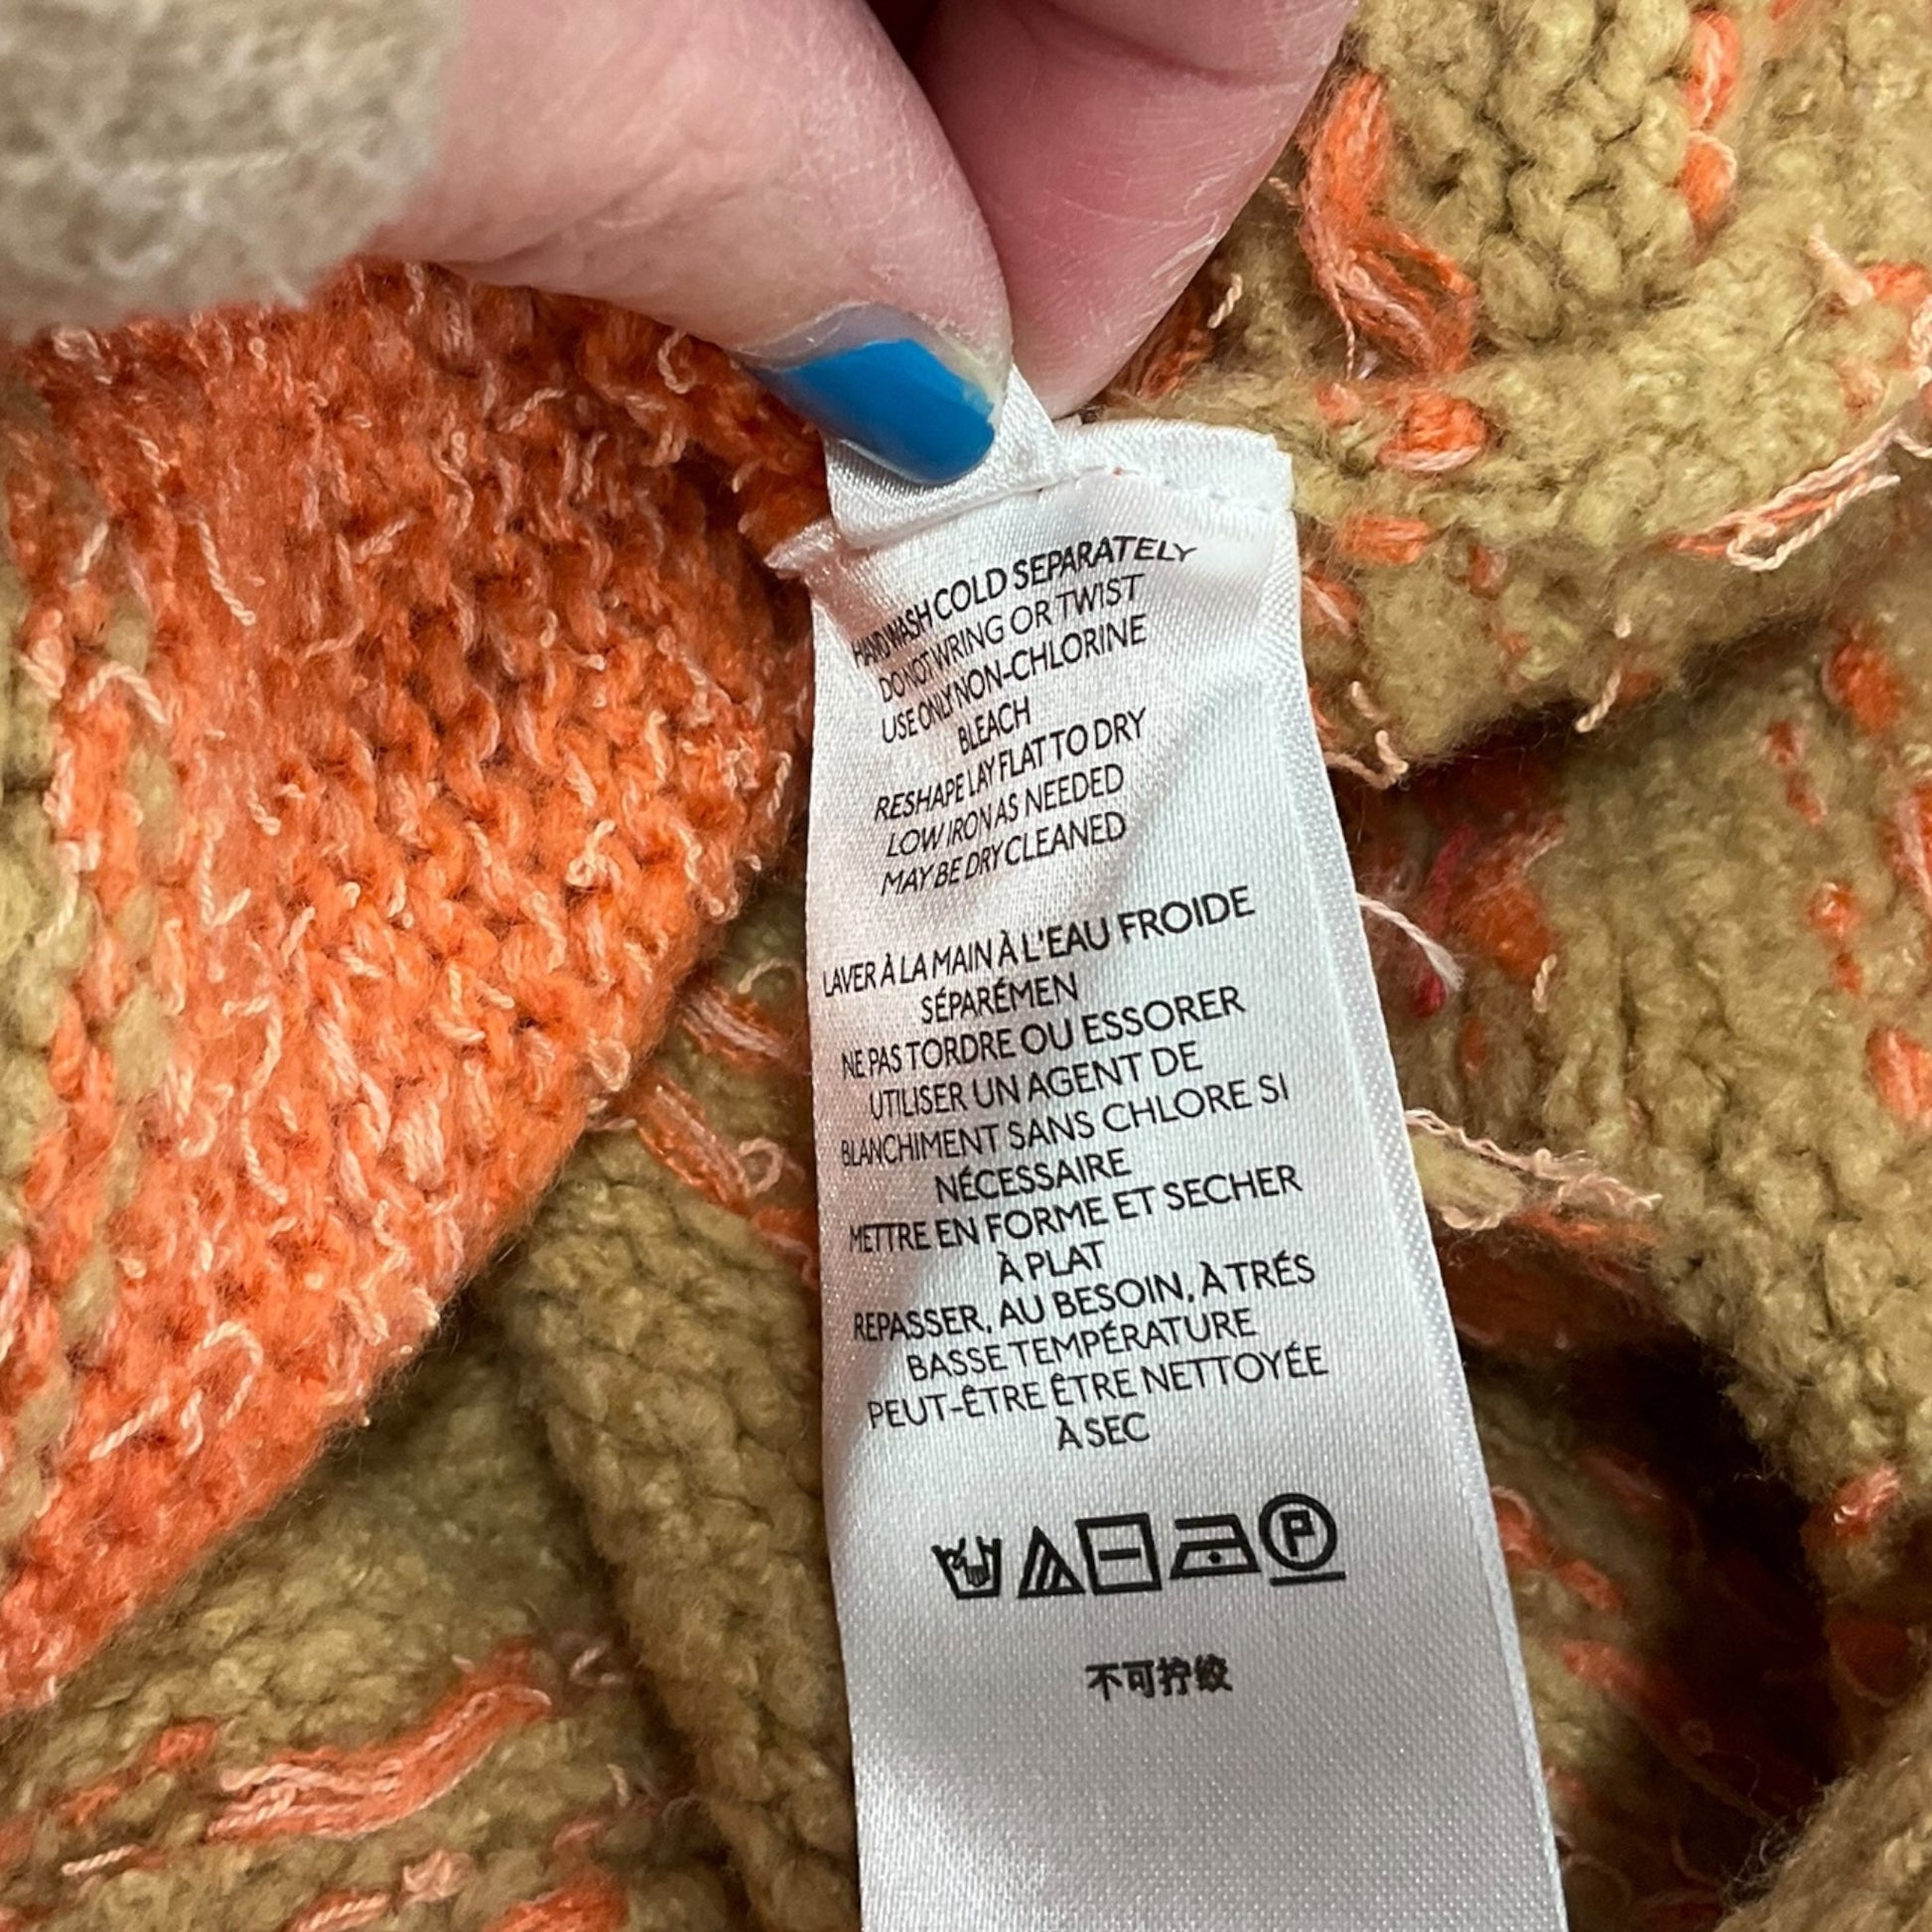 HAND WASH COLD SEPARATELY
DO NOT WRING OR TWIST
USE ONLY NON-CHLORINE
BLEACH
RESHAPE LAY FLAT TO DRY
LOW IRON AS NEEDED
MAY BE DRY CLEANED
LAVER À LA MAIN À L'EAU FROIDE
SÉPARÉMEN
NE PAS TORDRE OU ESSORER
UTILISER UN AGENT DE
BLANCHIMENT SANS CHLORE SI
NÉCESSAIRE
METTRE EN FORME ET SECHER
À PLAT
REPASSER, AU BESOIN, À TRÉS
BASSE TEMPÉRATURE
PEUT-ÊTRE ÊTRE NETTOYÉE
À SEC
P
不可拧绞